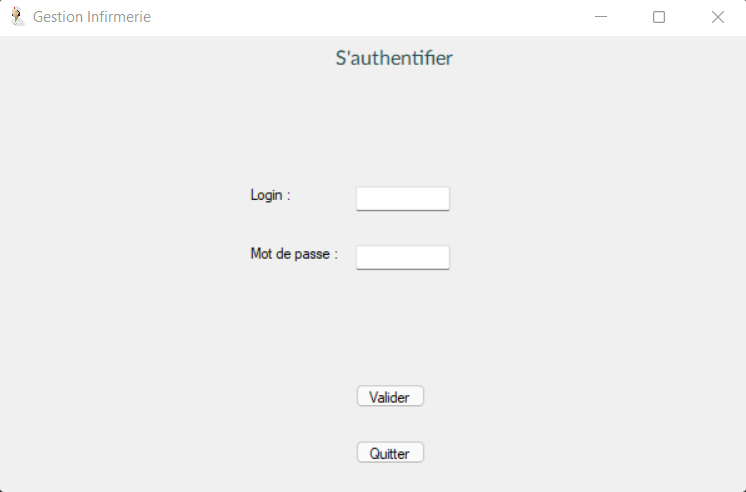 Gestion Infirmerie
S'authentifier
Login :
Mot de passe :
Valider
Quitter